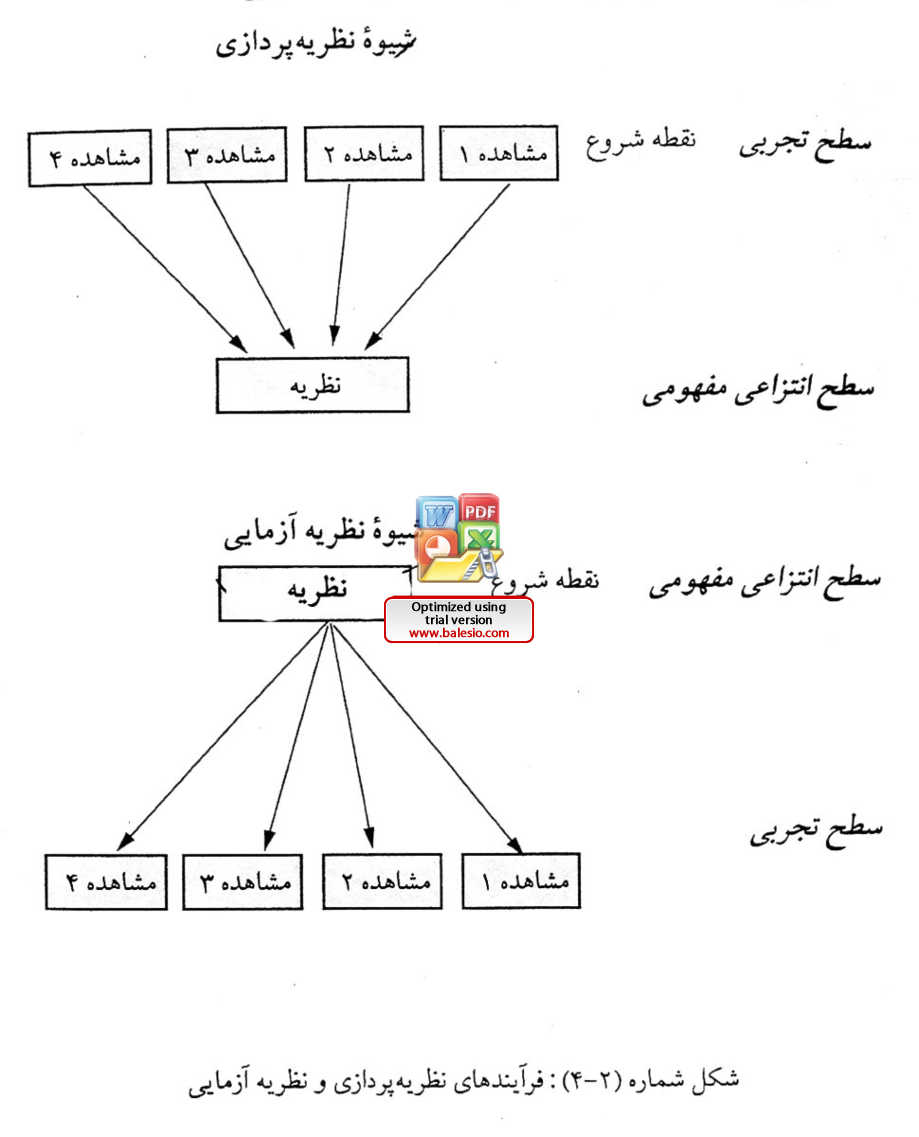 شیوهٔ نظریه‌پردازی
سطح تجربی نقطه شروع مشاهده ۱ مشاهده ۲ مشاهده ۳ مشاهده ۴
سطح انتزاعی مفهومی نظریه
شیوهٔ نظریه آزمایی
سطح انتزاعی مفهومی نقطه شروع نظریه
W PDF
Optimized using
trial version
www.balesio.com
سطح تجربی
مشاهده ۱ مشاهده ۲ مشاهده ۳ مشاهده ۴
شکل شماره (۲-۴) : فرآیندهای نظریه‌پردازی و نظریه آزمایی